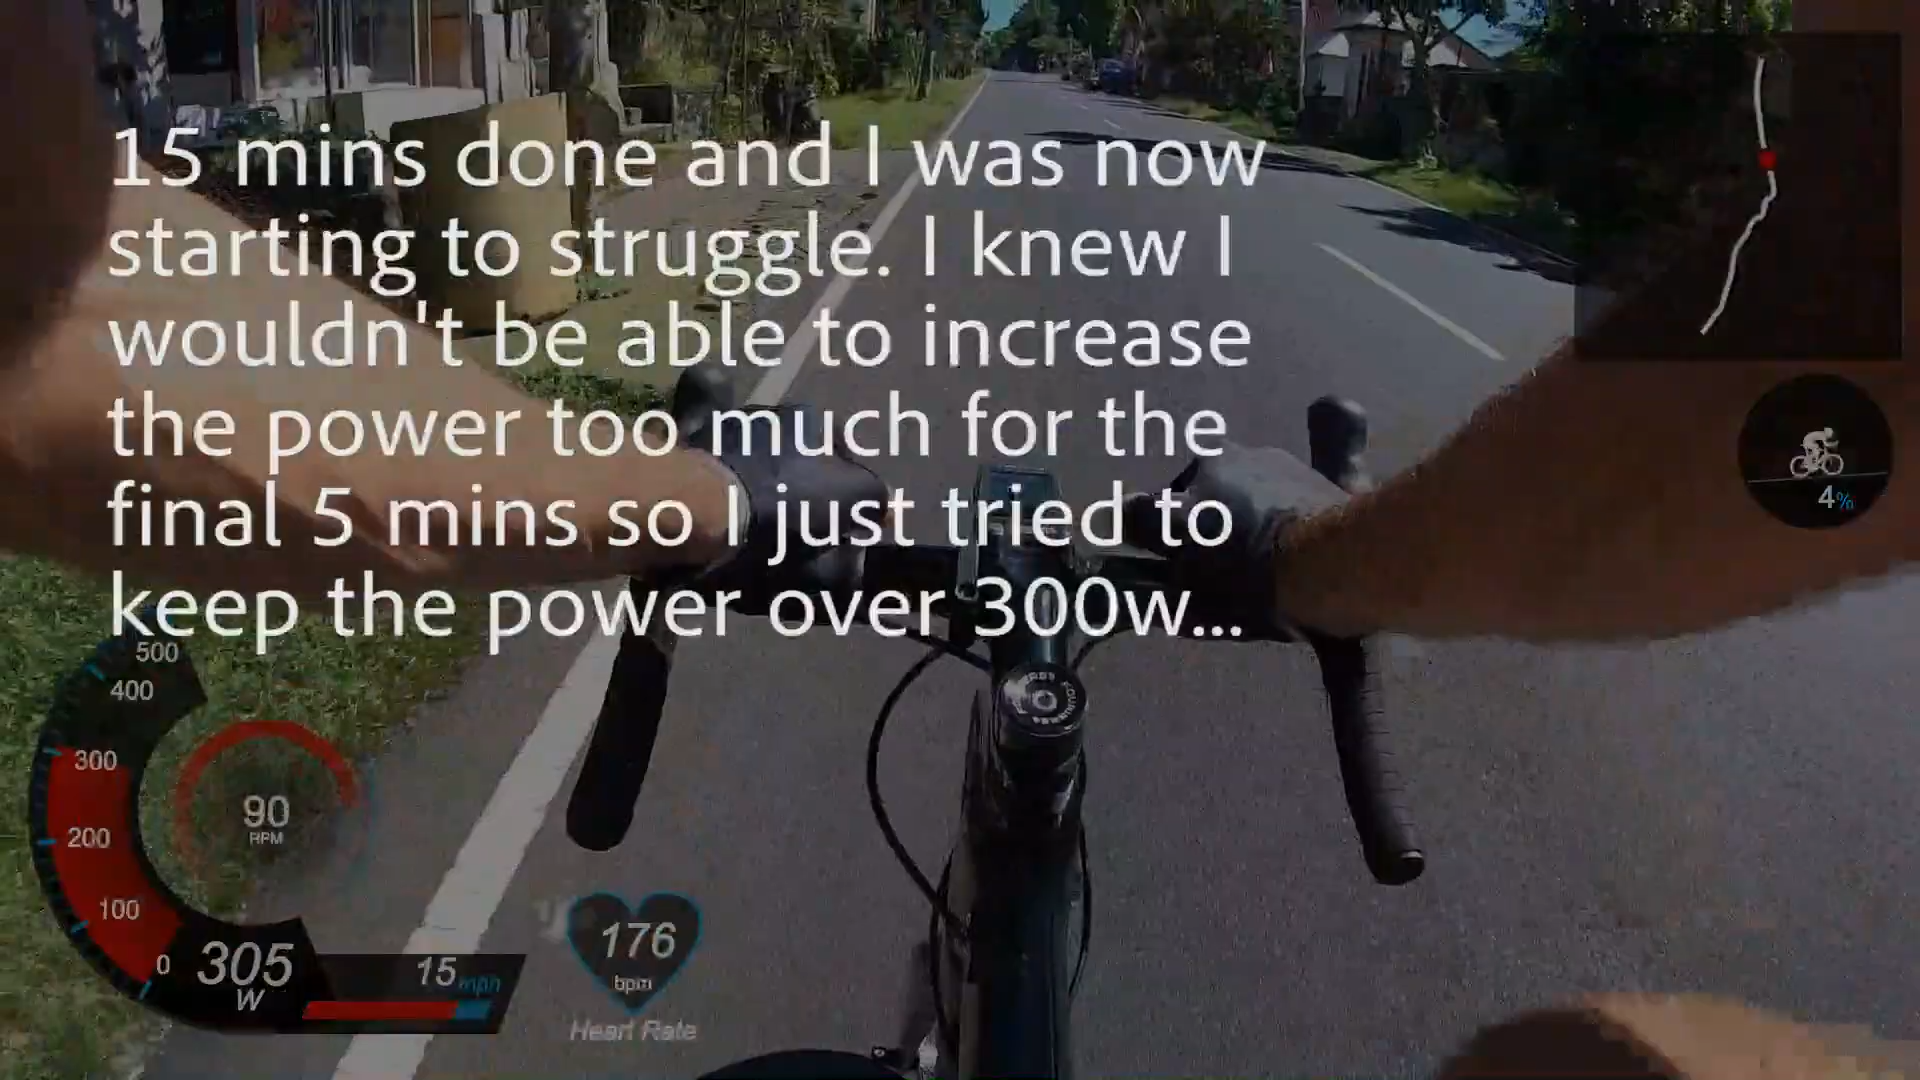 15 mins done and I was now
starting to struggle. I knew I
wouldn't be able to increase
the power too much for the
final 5 mins so I just tried to
keep the power over 300w...
4%
500
400
300
200
100
0
90
RPM
305
W
15 mph
176
bpm
Heart Rate